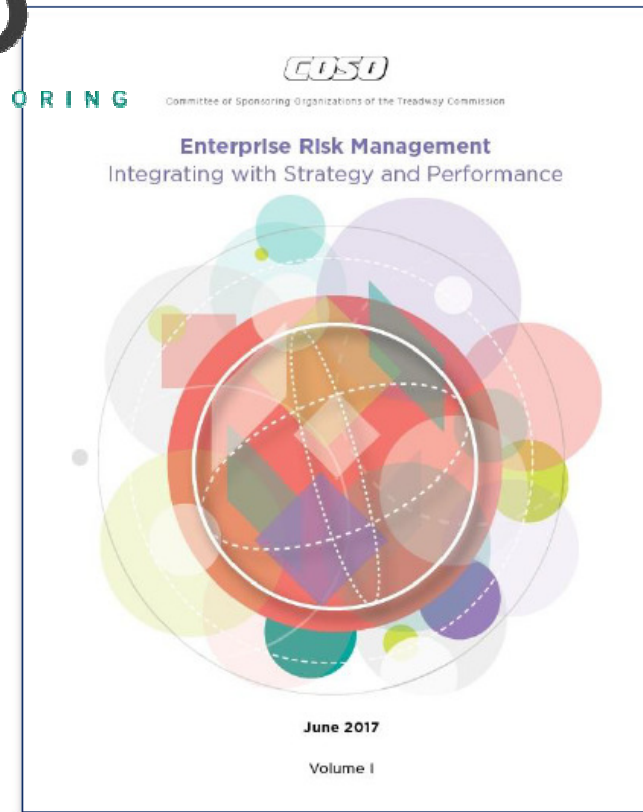 COSO
ORING
Committee of Sponsoring Organizations of the Treadway Commission
Enterprise Risk Management
Integrating with Strategy and Performance
June 2017
Volume I